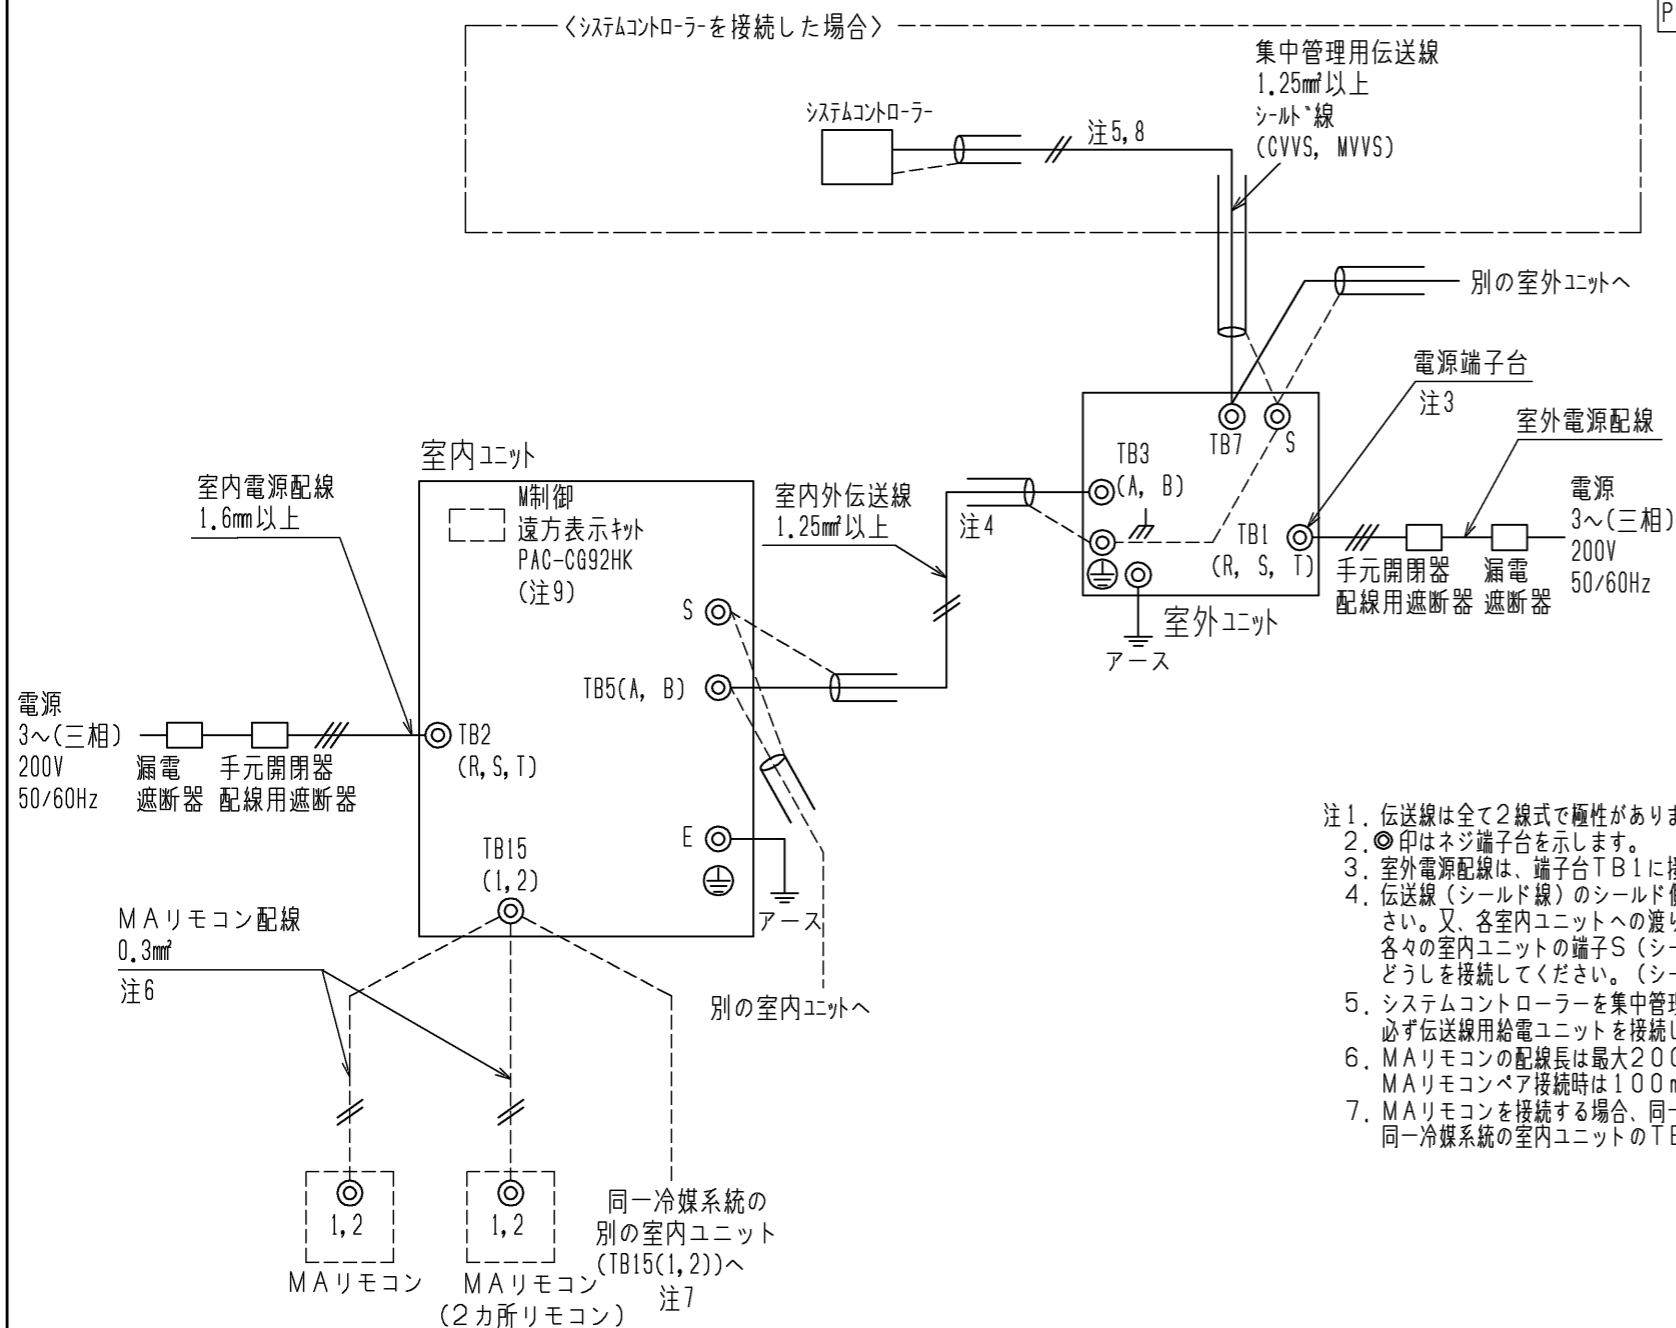 P
〈システムコントローラーを接続した場合〉
集中管理用伝送線
1.25㎟以上
シールド線
(CVVS, MVVS)
システムコントローラー
注5,8
別の室外ユニットへ
電源端子台
注3
室外電源配線
TB7
S
TB3
(A, B)
TB1
(R, S, T)
電源
3~(三相)
200V
50/60Hz
手元開閉器
配線用遮断器
漏電
遮断器
室外ユニット
アース
室内ユニット
室内電源配線
1.6mm以上
M制御
遠方表示キット
PAC-CG92HK
(注9)
室内外伝送線
1.25㎟以上
注4
S
TB5(A, B)
電源
3~(三相)
200V
50/60Hz
漏電
遮断器
手元開閉器
配線用遮断器
TB2
(R,S,T)
E
アース
TB15
(1,2)
MAリモコン配線
0.3㎟
注6
別の室内ユニットへ
1,2
MAリモコン
1,2
MAリモコン
(2カ所リモコン)
同一冷媒系統の
別の室内ユニット
(TB15(1,2))へ
注7
注1. 伝送線は全て2線式で極性がありま
2.◎印はネジ端子台を示します。
3. 室外電源配線は、端子台TB1に接
4. 伝送線(シールド線)のシールド
さい。又、各室内ユニットへの渡り
各々の室内ユニットの端子S(シー
どうしを接続してください。(シー
5. システムコントローラーを集中管理
必ず伝送線用給電ユニットを接続し
6. MAリモコンの配線長は最大200
MAリモコンペア接続時は100m
7. MAリモコンを接続する場合、同一
同一冷媒系統の室内ユニットのTB